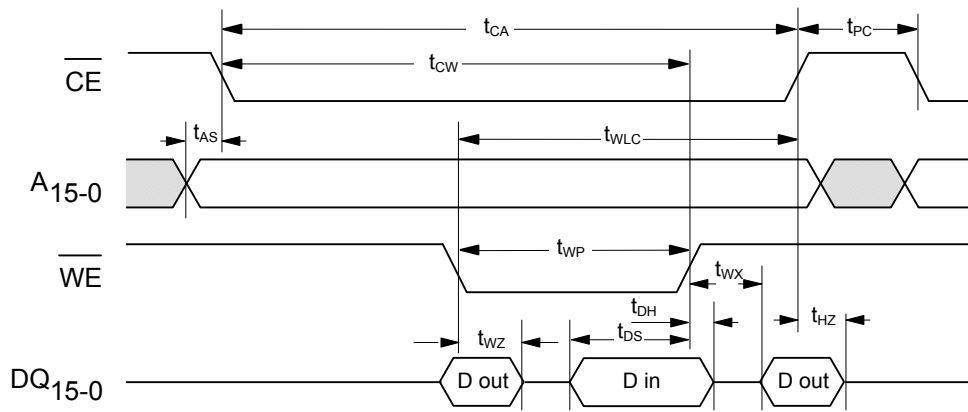 tCA
tPC
tCW
CE
tAS
tWLC
A15-0
tWP
WE
tWX
tDH
tHZ
tDS
tWZ
DQ15-0
D out
D in
D out